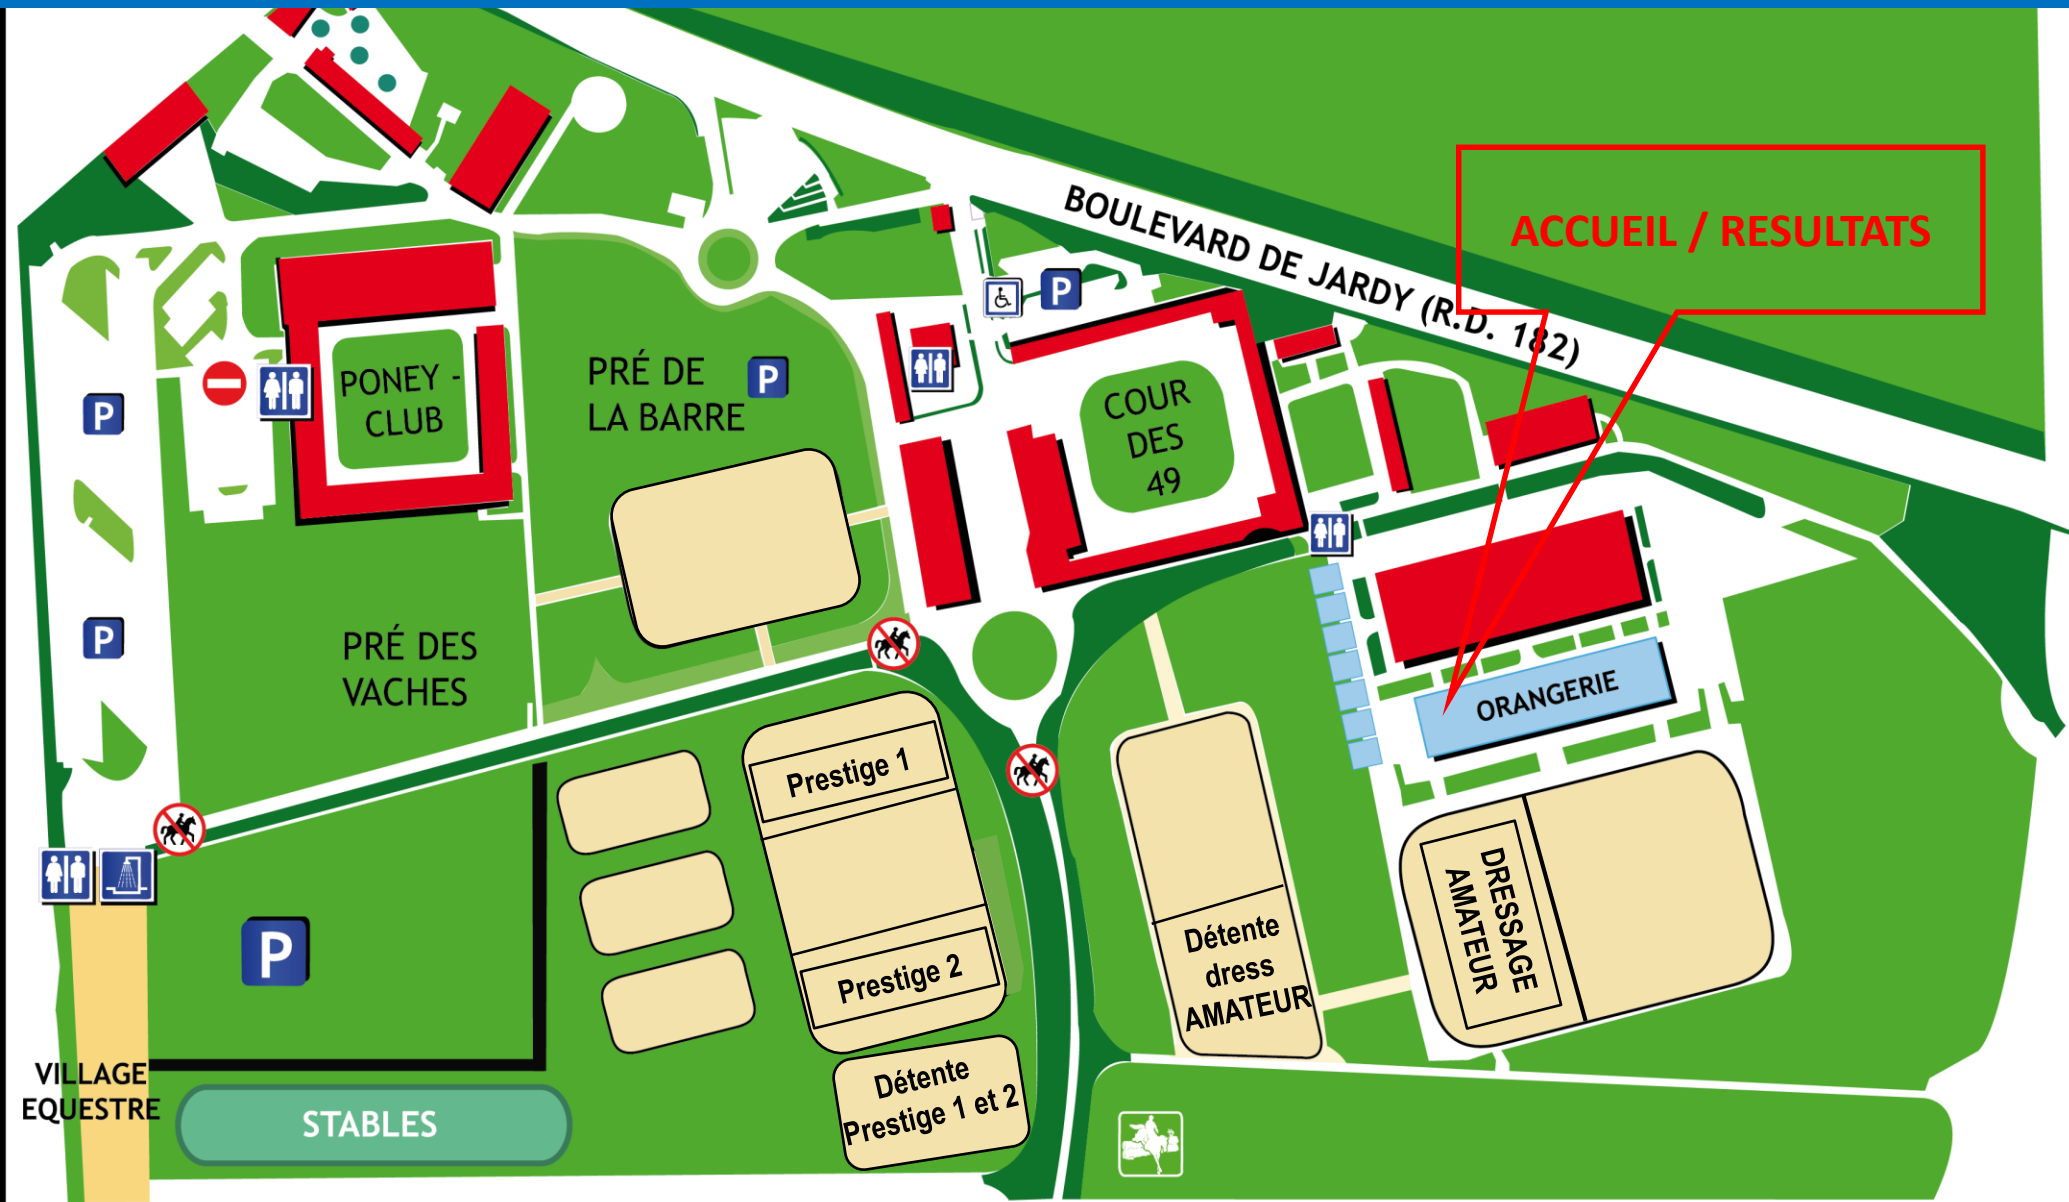 BOULEVARD DE JARDY (R.D. 182)
ACCUEIL / RESULTATS
P
PONEY -
CLUB
PRÉ DE
LA BARRE
P
COUR
DES
49
P
P
PRÉ DES
VACHES
ORANGERIE
Prestige 1
Prestige 2
Détente
Prestige 1 et 2
Détente
dress
AMATEUR
DRESSAGE
AMATEUR
P
VILLAGE
EQUESTRE
STABLES